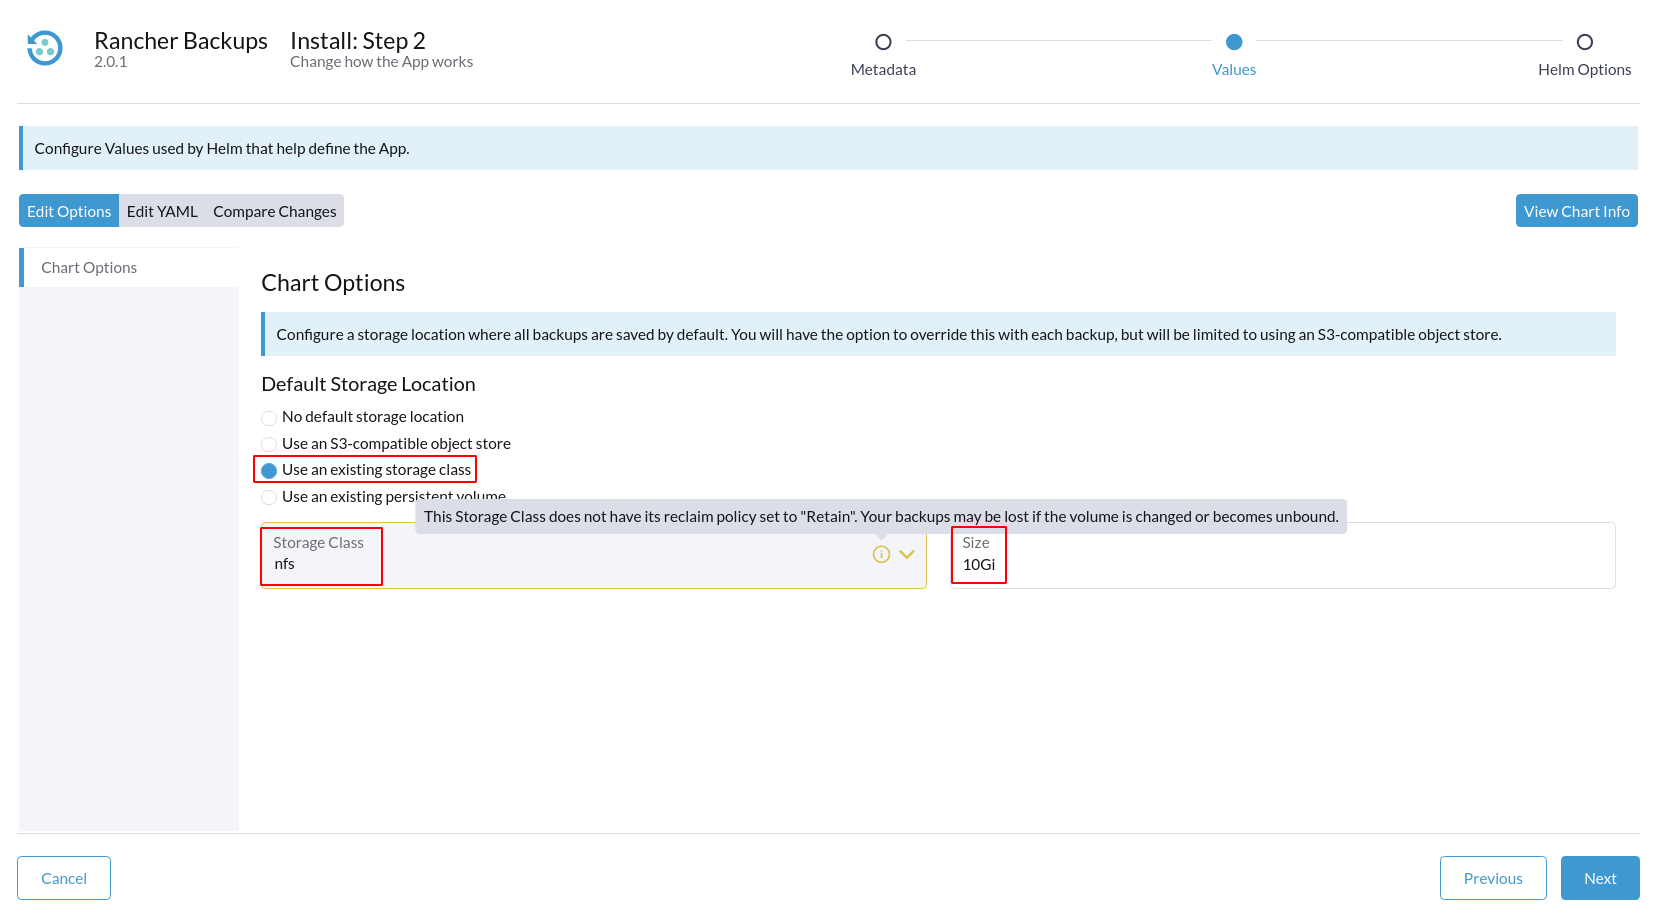 Rancher Backups
2.0.1
Install: Step 2
Change how the App works
Metadata
Values
Helm Options
Configure Values used by Helm that help define the App.
Edit Options
Edit YAML
Compare Changes
View Chart Info
Chart Options
Chart Options
Configure a storage location where all backups are saved by default. You will have the option to override this with each backup, but will be limited to using an S3-compatible object store.
Default Storage Location
No default storage location
Use an S3-compatible object store
Use an existing storage class
Use an existing persistent volume
This Storage Class does not have its reclaim policy set to "Retain". Your backups may be lost if the volume is changed or becomes unbound.
Storage Class
nfs
Size
10Gi
Cancel
Previous
Next